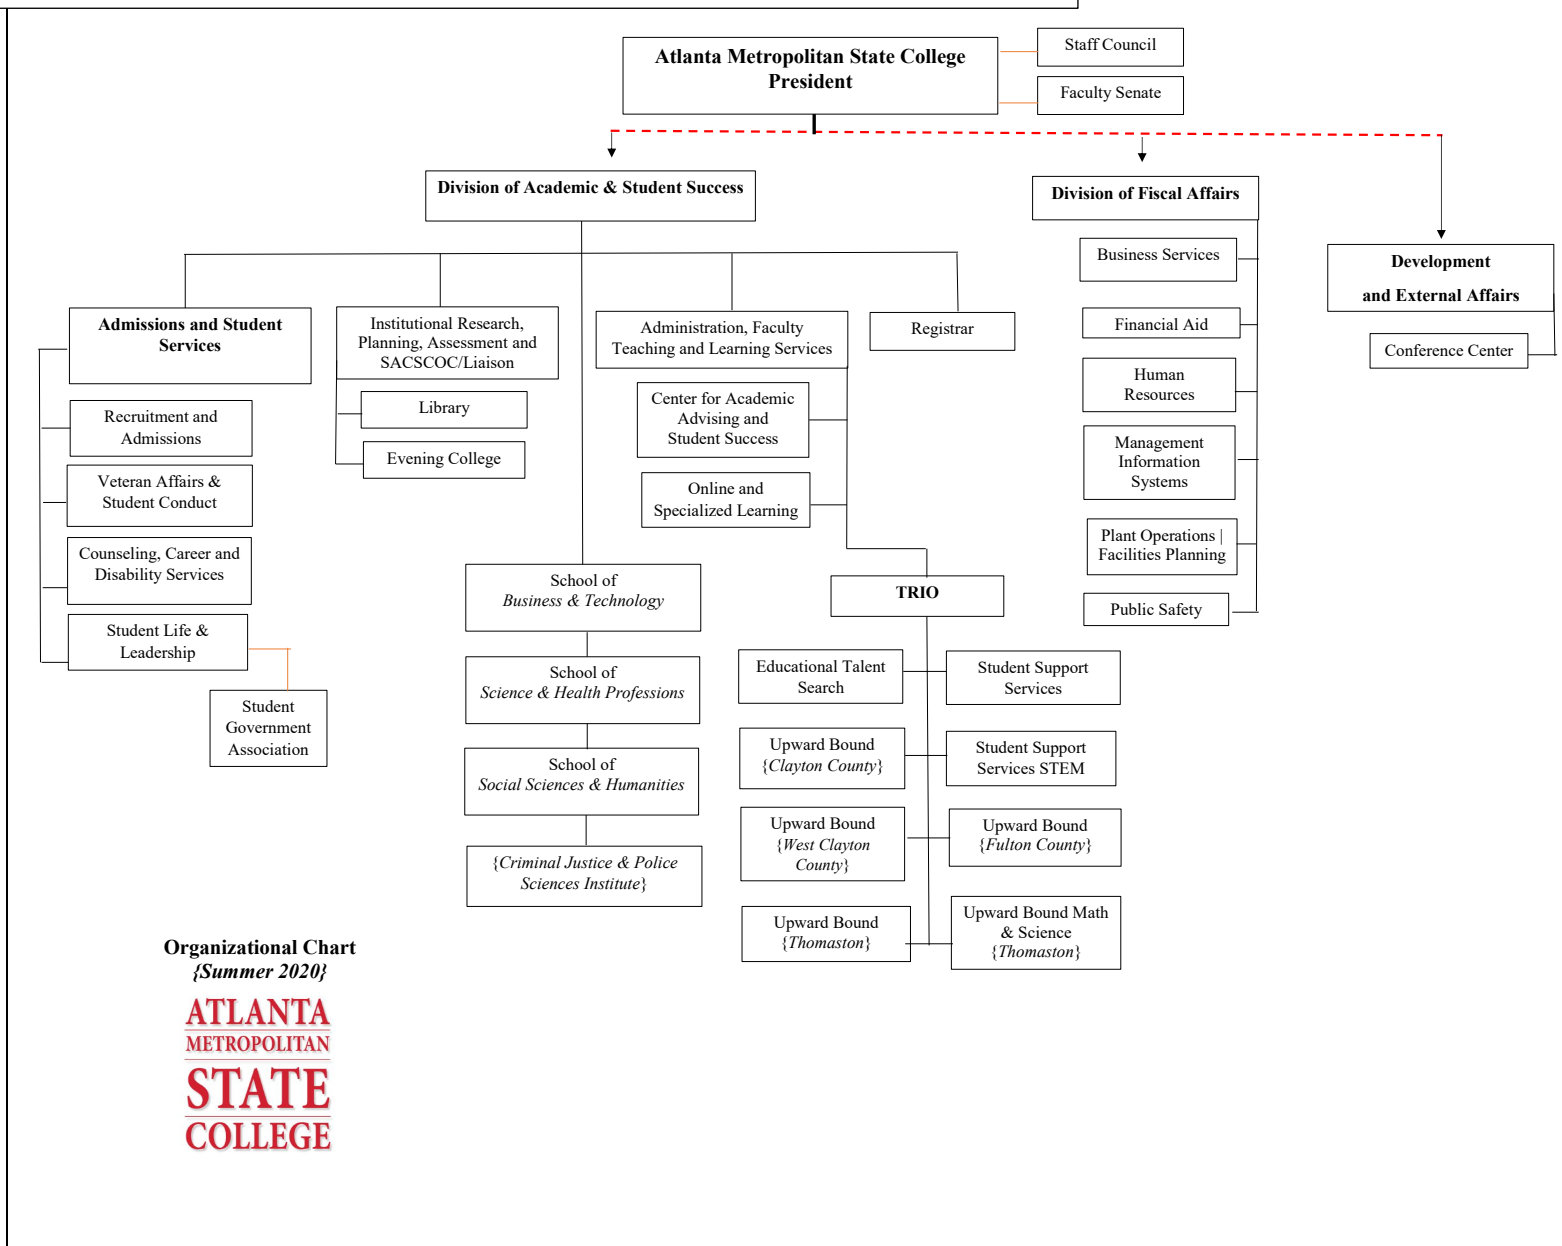 Atlanta Metropolitan State College
President
Staff Council
Faculty Senate
Division of Academic & Student Success
Division of Fiscal Affairs
Development
and External Affairs
Conference Center
Business Services
Financial Aid
Human
Resources
Management
Information
Systems
Plant Operations |
Facilities Planning
Public Safety
Admissions and Student
Services
Recruitment and
Admissions
Veteran Affairs &
Student Conduct
Counseling, Career and
Disability Services
Student Life &
Leadership
Student
Government
Association
Institutional Research,
Planning, Assessment and
SACSCOC/Liaison
Library
Evening College
Administration, Faculty
Teaching and Learning Services
Center for Academic
Advising and
Student Success
Online and
Specialized Learning
Registrar
School of
Business & Technology
School of
Science & Health Professions
School of
Social Sciences & Humanities
{Criminal Justice & Police
Sciences Institute}
TRIO
Educational Talent
Search
Student Support
Services
Upward Bound
{Clayton County}
Student Support
Services STEM
Upward Bound
{West Clayton
County}
Upward Bound
{Fulton County}
Upward Bound
{Thomaston}
Upward Bound Math
& Science
{Thomaston}
Organizational Chart
{Summer 2020}
ATLANTA
METROPOLITAN
STATE
COLLEGE